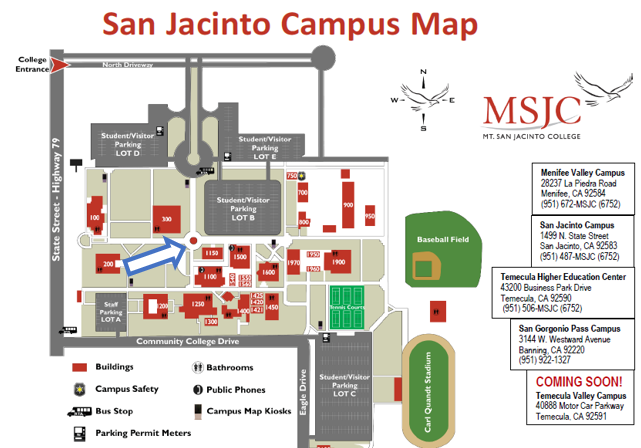 San Jacinto Campus Map
College
Entrance
North Driveway
State Street - Highway 79
Student/Visitor
Parking
LOT D
Student/Visitor
Parking
LOT E
Student/Visitor
Parking
LOT B
N
W
E
S
MSJC
MT. SAN JACINTO COLLEGE
100
300
750
700
800
900
950
200
1150
1500
1100
1600
1970
1950
1960
1900
540
1550
1540
Staff
Parking
LOT A
1200
1250
1300
1400
1425
1420
1421
1450
Tennis Courts
Baseball Field
Community College Drive
Eagle Drive
Student/Visitor
Parking
LOT C
Carl Quandt Stadium
Buildings
Campus Safety
Bus Stop
Parking Permit Meters
Bathrooms
Public Phones
Campus Map Kiosks
Menifee Valley Campus
28237 La Piedra Road
Menifee, CA 92584
(951) 672-MSJC (6752)
San Jacinto Campus
1499 N. State Street
San Jacinto, CA 92583
(951) 487-MSJC (6752)
Temecula Higher Education Center
43200 Business Park Drive
Temecula, CA 92590
(951) 506-MSJC (6752)
San Gorgonio Pass Campus
3144 W. Westward Avenue
Banning, CA 92220
(951) 922-1327
COMING SOON!
Temecula Valley Campus
40888 Motor Car Parkway
Temecula, CA 92591